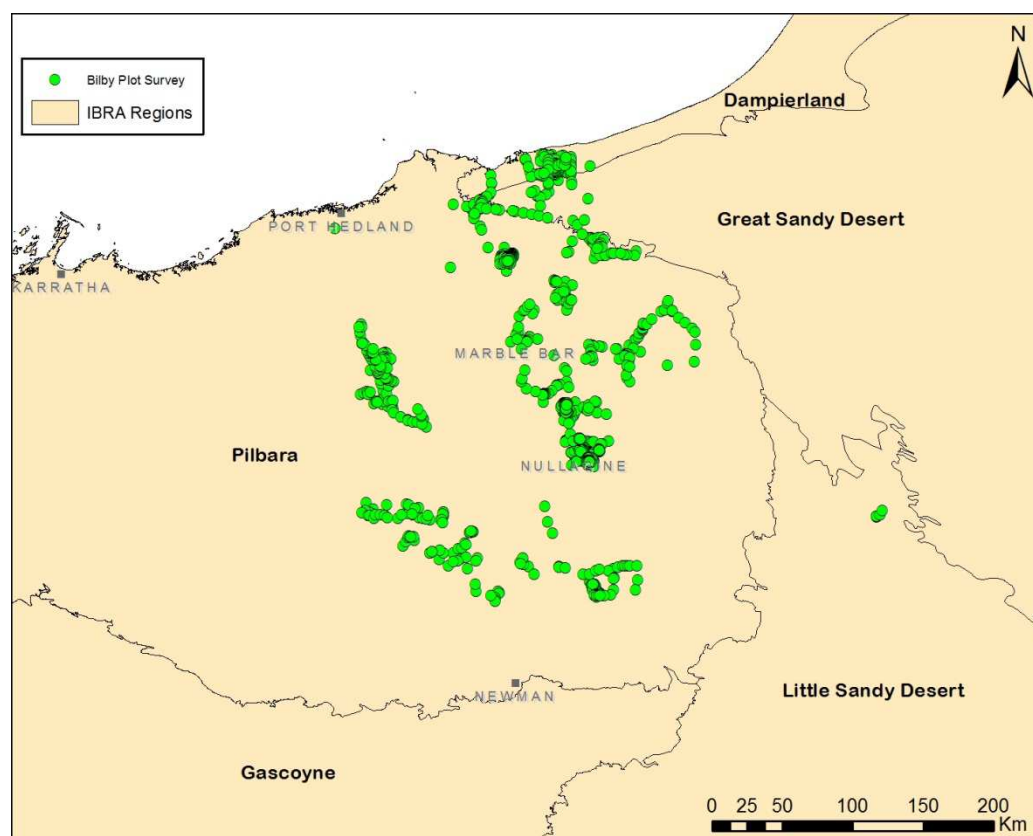 N
Bilby Plot Survey
IBRA Regions
Dampierland
Great Sandy Desert
PORT HEDLAND
KARRATHA
MARBLE BAR
Pilbara
NULLAGINE
Little Sandy Desert
NEWMAN
Gascoyne
0 25 50 100 150 200
Km